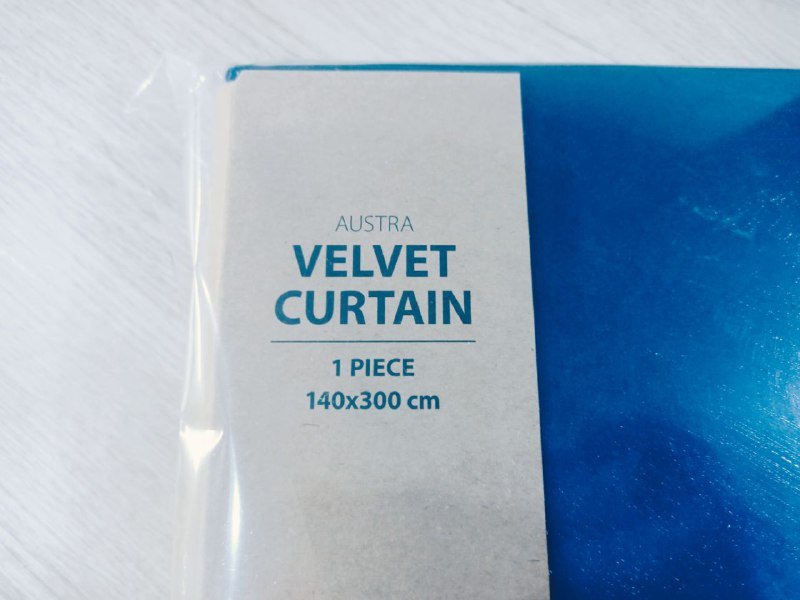 AUSTRA
VELVET
CURTAIN
1 PIECE
140x300 cm